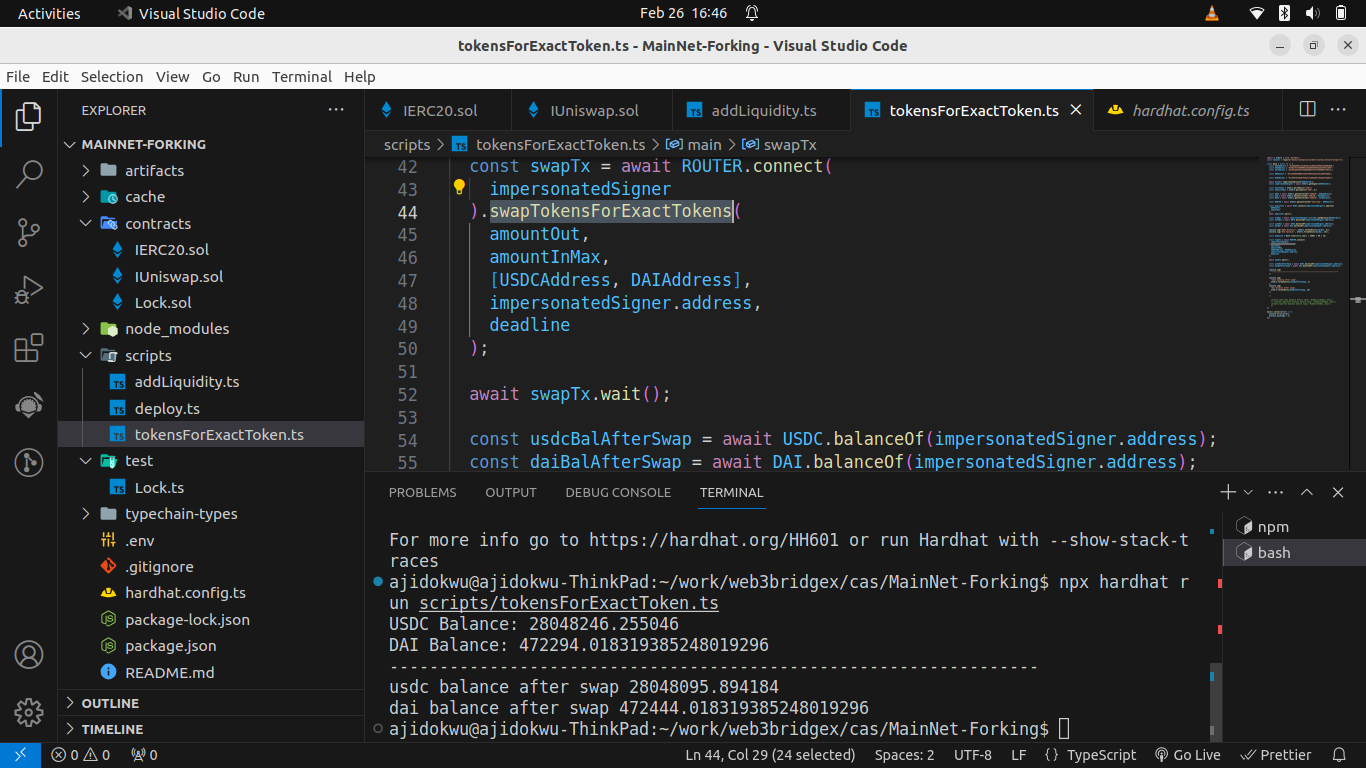 Activities
Visual Studio Code
Feb 26 16:46
tokensForExactToken.ts - MainNet-Forking - Visual Studio Code
File Edit Selection View Go Run Terminal Help
EXPLORER
MAINNET-FORKING
artifacts
cache
contracts
IERC20.sol
IUniswap.sol
Lock.sol
node_modules
scripts
addLiquidity.ts
deploy.ts
tokensForExactToken.ts
test
Lock.ts
typechain-types
.env
.gitignore
hardhat.config.ts
package-lock.json
package.json
README.md
OUTLINE
TIMELINE
IERC20.sol IUniswap.sol addLiquidity.ts tokensForExactToken.ts hardhat.config.ts
scripts > tokensForExactToken.ts > main > swapTx
42 const swapTx = await ROUTER.connect(
43 impersonatedSigner
44 ).swapTokensForExactTokens(
45 amountOut,
46 amountInMax,
47 [USDCAddress, DAIAddress],
48 impersonatedSigner.address,
49 deadline
50 );
51
52 await swapTx.wait();
53
54 const usdcBalAfterSwap = await USDC.balanceOf(impersonatedSigner.address);
55 const daiBalAfterSwap = await DAI.balanceOf(impersonatedSigner.address);
PROBLEMS OUTPUT DEBUG CONSOLE TERMINAL
For more info go to https://hardhat.org/HH601 or run Hardhat with --show-stack-t
races
ajidokwu@ajidokwu-ThinkPad:~/work/web3bridgex/cas/MainNet-Forking$ npx hardhat r
un scripts/tokensForExactToken.ts
USDC Balance: 28048246.255046
DAI Balance: 472294.018319385248019296
----------------------------------------------------------------
usdc balance after swap 28048095.894184
dai balance after swap 472444.018319385248019296
ajidokwu@ajidokwu-ThinkPad:~/work/web3bridgex/cas/MainNet-Forking$
npm
bash
0 0 0
Ln 44, Col 29 (24 selected) Spaces: 2 UTF-8 LF {} TypeScript Go Live Prettier